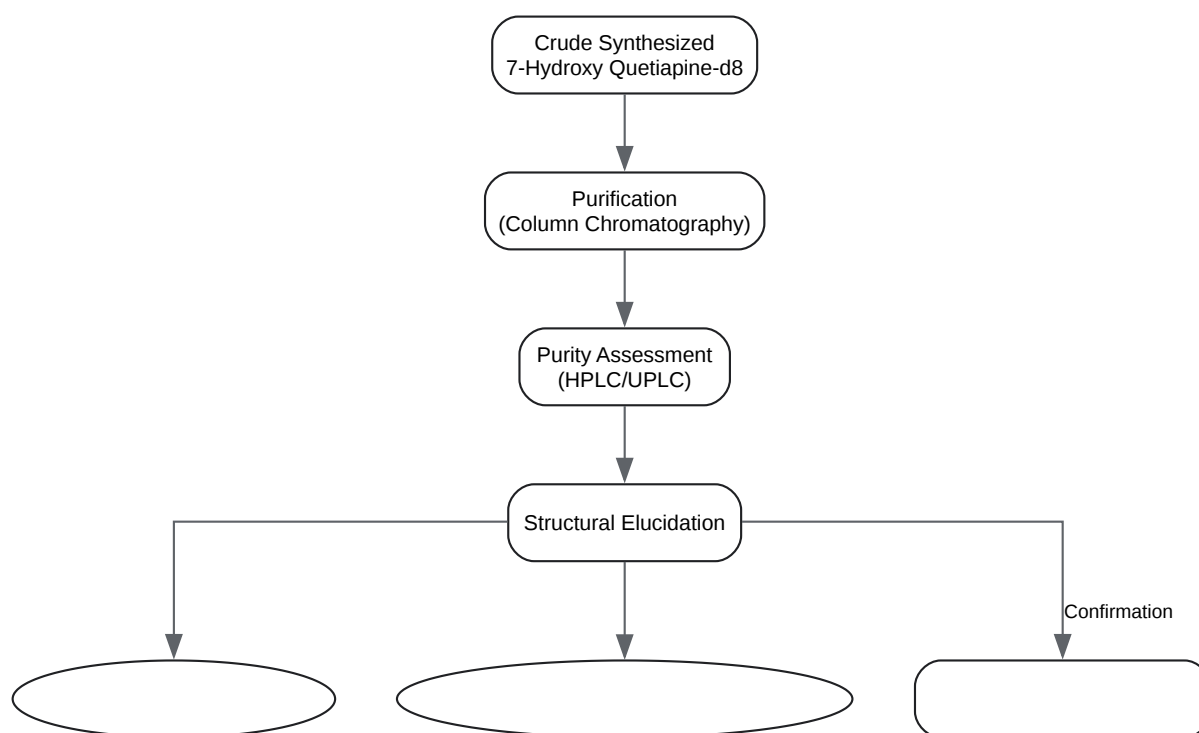 Crude Synthesized
7-Hydroxy Quetiapine-d8
Purification
(Column Chromatography)
Purity Assessment
(HPLC/UPLC)
Structural Elucidation
Confirmation